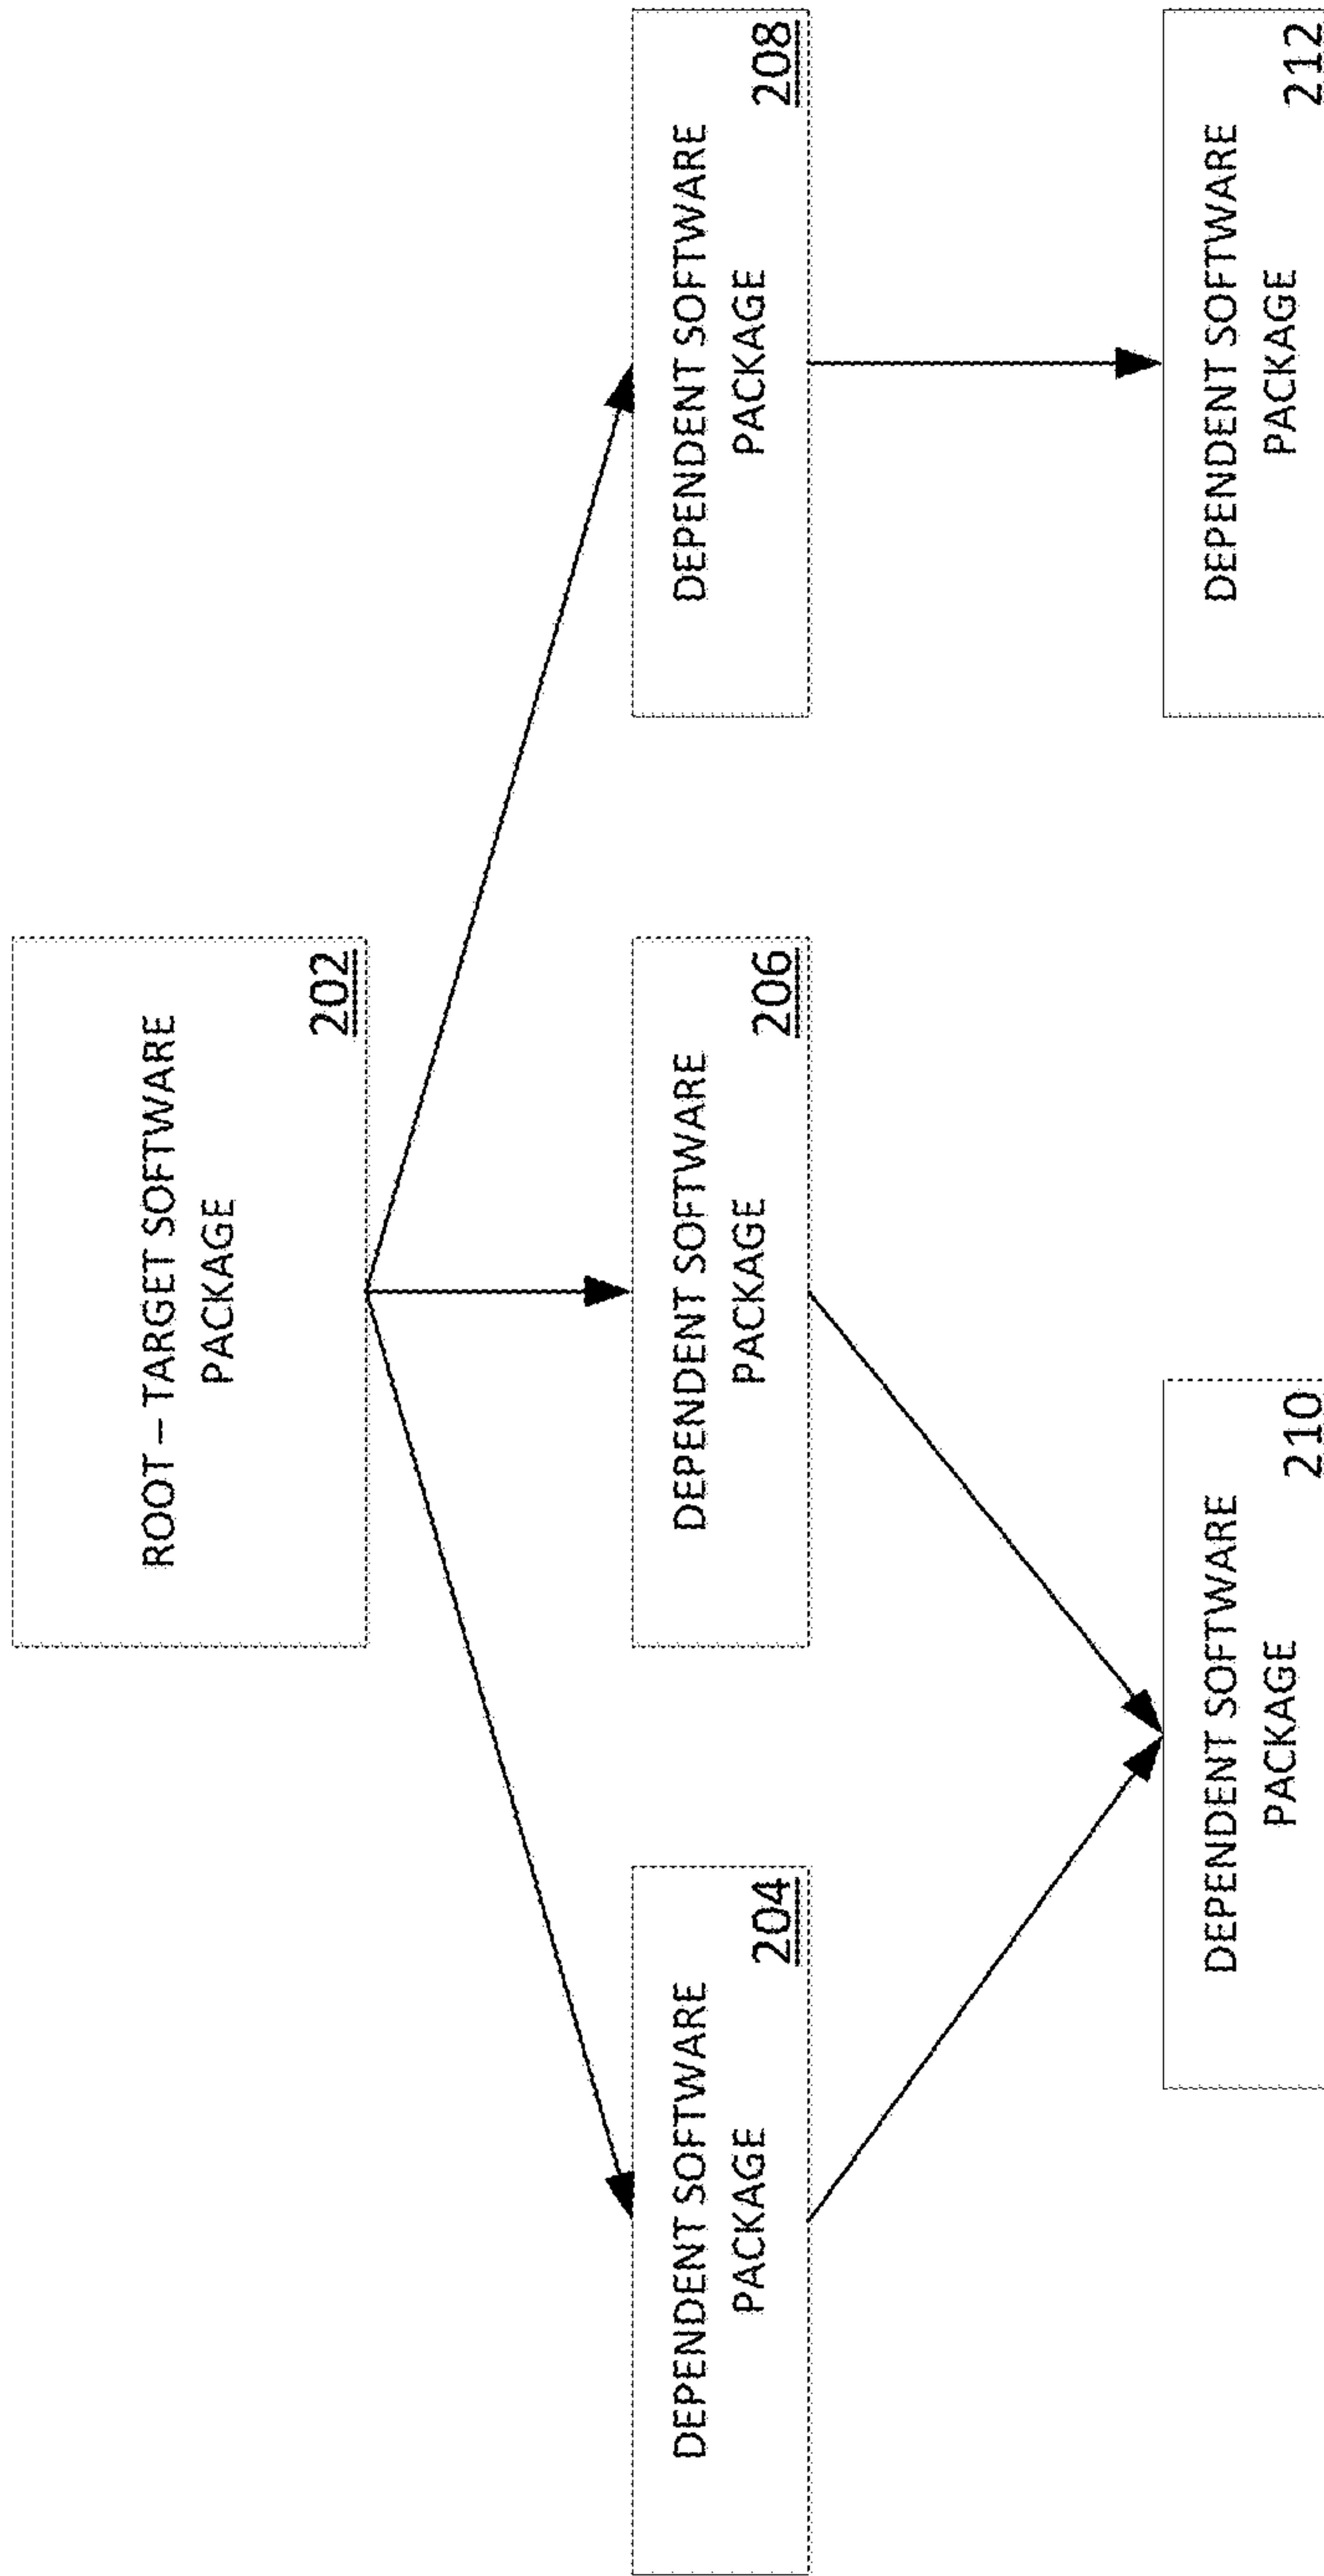 ROOT – TARGET SOFTWARE
PACKAGE
202
DEPENDENT SOFTWARE
PACKAGE
204
DEPENDENT SOFTWARE
PACKAGE
206
DEPENDENT SOFTWARE
PACKAGE
208
DEPENDENT SOFTWARE
PACKAGE
210
DEPENDENT SOFTWARE
PACKAGE
212